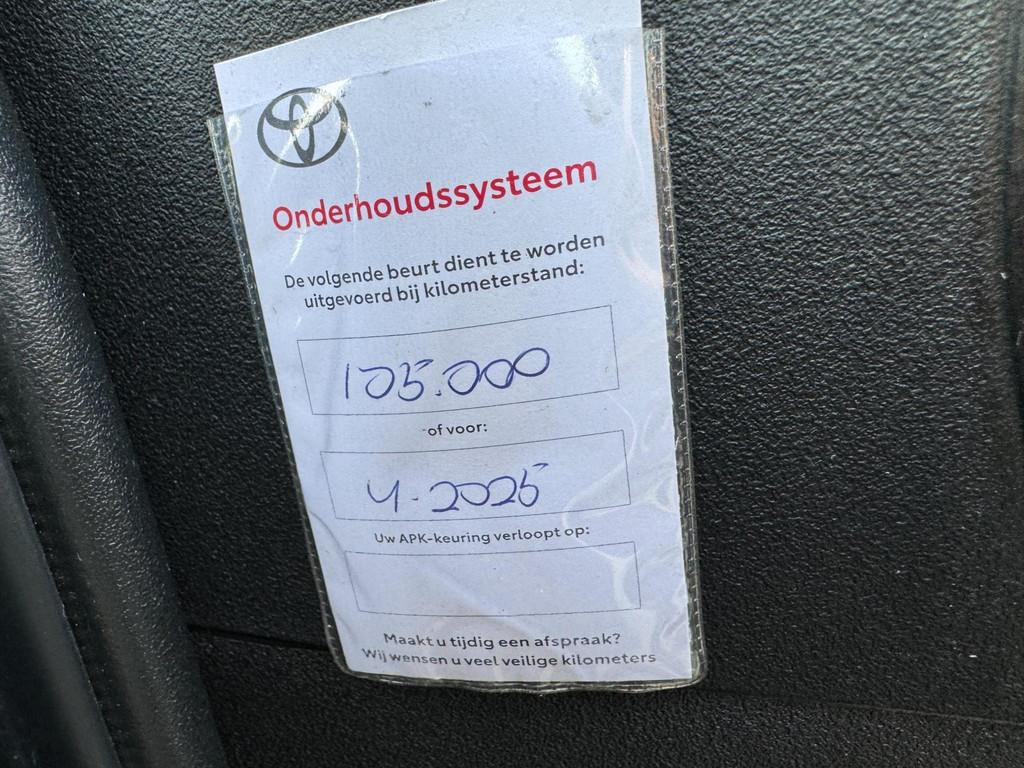 Onderhoudssysteem
De volgende beurt dient te worden
uitgevoerd bij kilometerstand:
105.000
of voor:
4-2025
Uw APK-keuring verloopt op:
Maakt u tijdig een afspraak?
Wij wensen u veel veilige kilometers